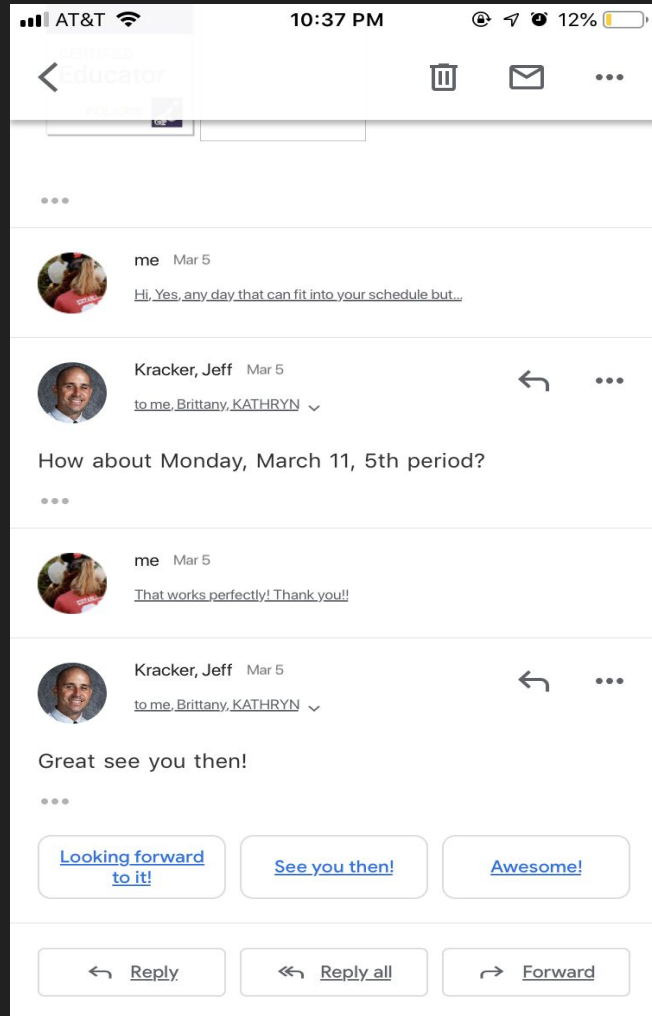 AT&T 10:37 PM 12%
Educator
•••
me Mar 5
Hi, Yes, any day that can fit into your schedule but...
Kracker, Jeff Mar 5
to me, Brittany, KATHRYN
How about Monday, March 11, 5th period?
me Mar 5
That works perfectly! Thank you!!
Kracker, Jeff Mar 5
to me, Brittany, KATHRYN
Great see you then!
Looking forward
to it!
See you then!
Awesome!
Reply
Reply all
Forward